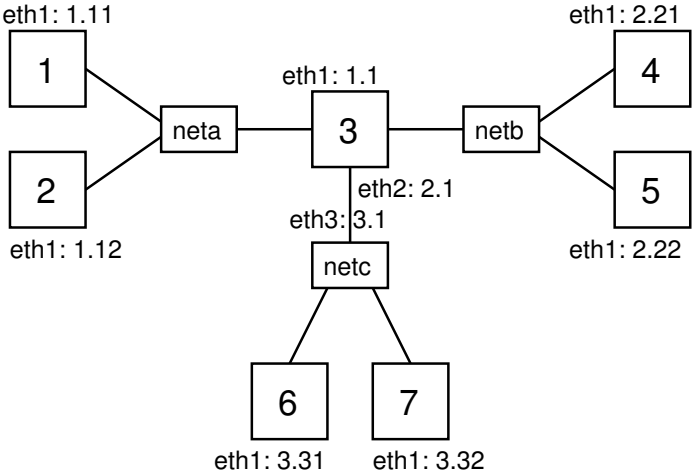 eth1: 1.11
eth1: 2.21
1
4
eth1: 1.1
neta
3
netb
2
5
eth2: 2.1
eth3: 3.1
eth1: 1.12
eth1: 2.22
netc
6
7
eth1: 3.31
eth1: 3.32